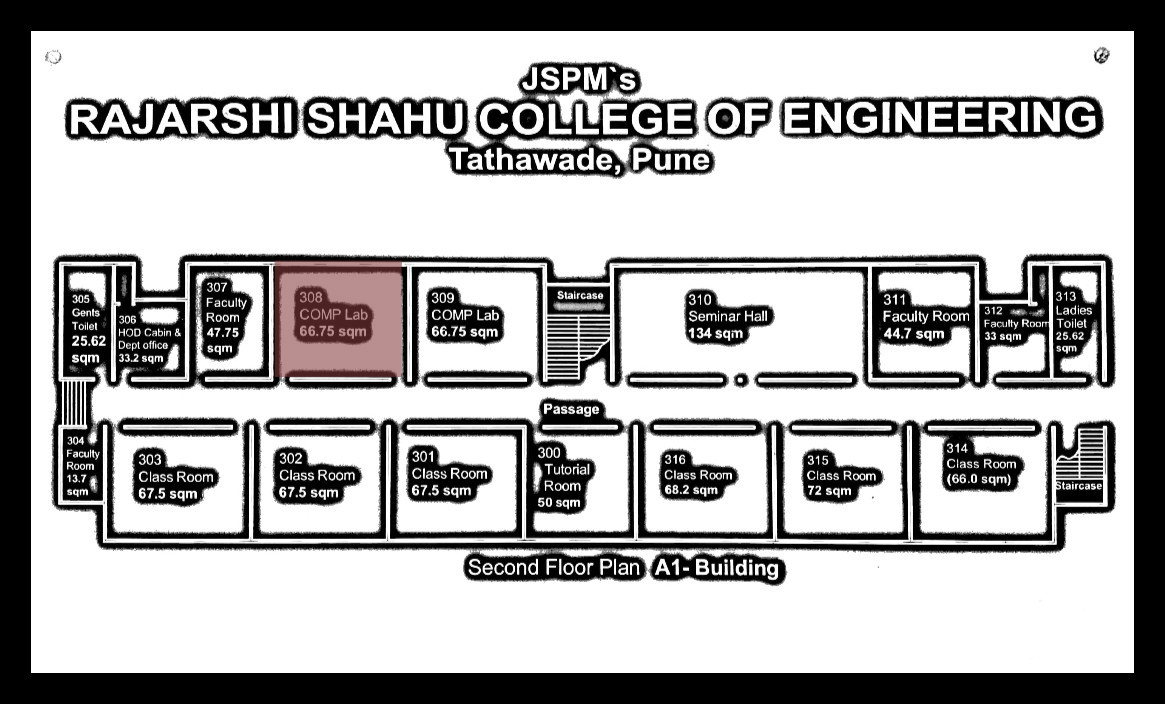 JSPM`s
RAJARSHI SHAHU COLLEGE OF ENGINEERING
Tathawade, Pune
305
Gents
Toilet
25.62
sqm
306
HOD Cabin &
Dept office
33.2 sqm
307
Faculty
Room
47.75
sqm
308
COMP Lab
66.75 sqm
309
COMP Lab
66.75 sqm
Staircase
310
Seminar Hall
134 sqm
311
Faculty Room
44.7 sqm
312
Faculty Room
33 sqm
313
Ladies
Toilet
25.62
sqm
Passage
304
Faculty
Room
13.7
sqm
303
Class Room
67.5 sqm
302
Class Room
67.5 sqm
301
Class Room
67.5 sqm
300
Tutorial
Room
50 sqm
316
Class Room
68.2 sqm
315
Class Room
72 sqm
314
Class Room
(66.0 sqm)
Staircase
Second Floor Plan A1- Building